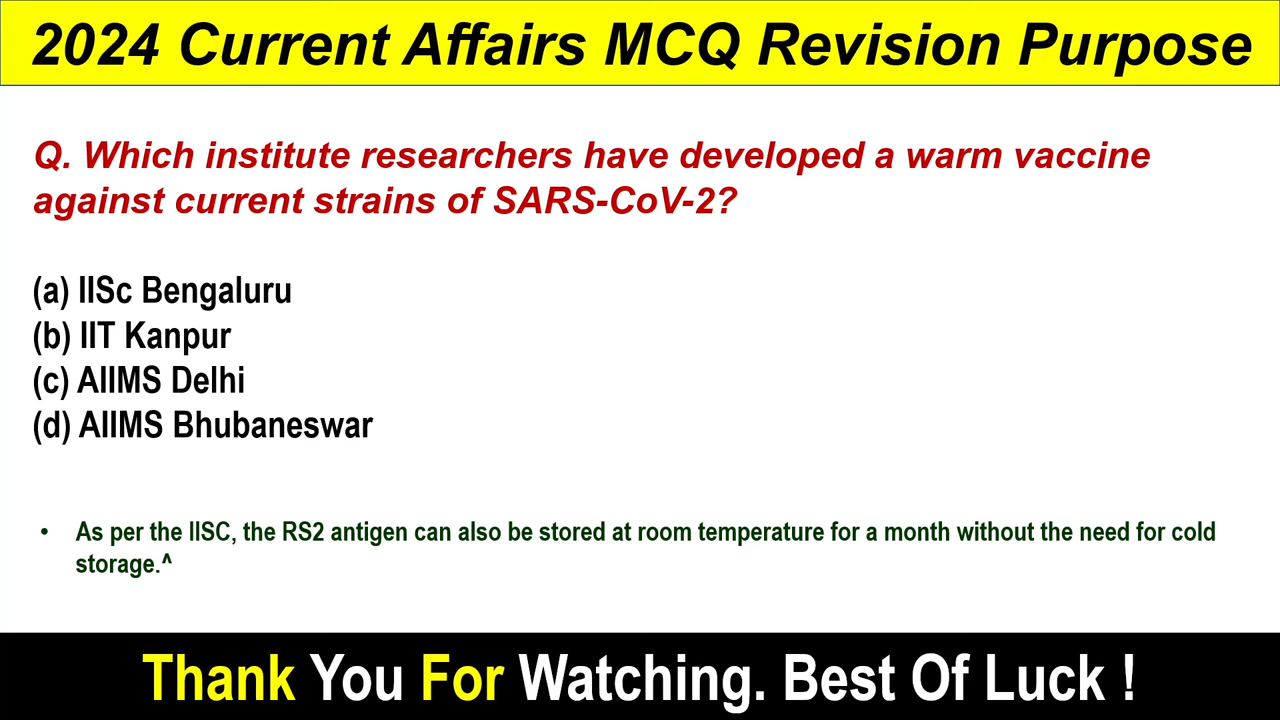 2024 Current Affairs MCQ Revision Purpose
Q. Which institute researchers have developed a warm vaccine
against current strains of SARS-CoV-2?
(a) IISc Bengaluru
(b) IIT Kanpur
(c) AIIMS Delhi
(d) AIIMS Bhubaneswar
• As per the IISC, the RS2 antigen can also be stored at room temperature for a month without the need for cold
storage.^
Thank You For Watching. Best Of Luck !